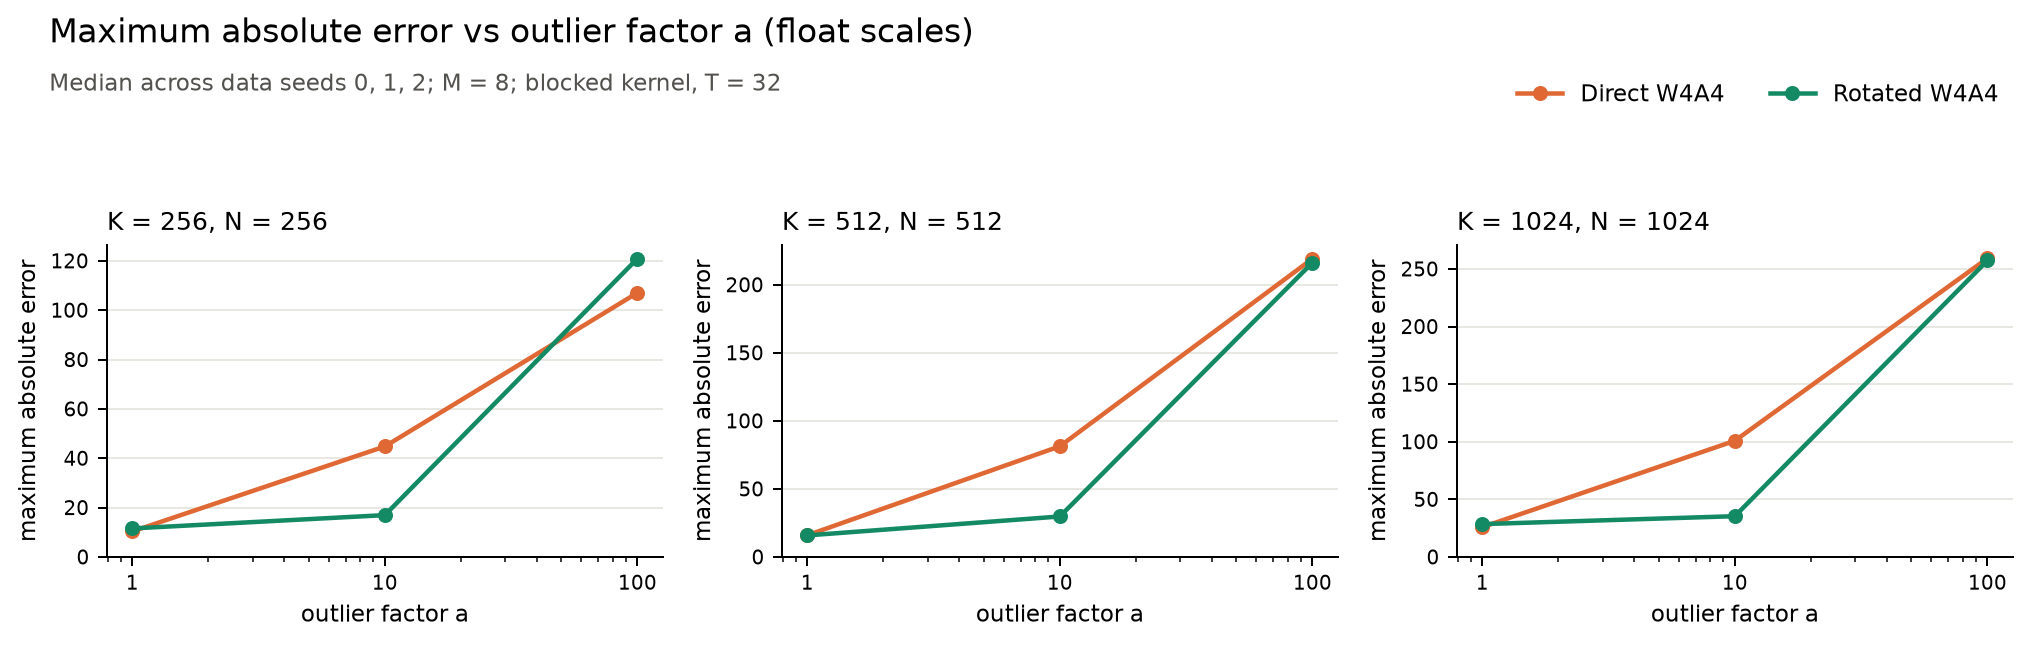 Maximum absolute error vs outlier factor a (float scales)
Median across data seeds 0, 1, 2; M = 8; blocked kernel, T = 32
Direct W4A4
Rotated W4A4
K = 256, N = 256
maximum absolute error
120
100
80
60
40
20
0
1
10
100
outlier factor a
K = 512, N = 512
maximum absolute error
200
150
100
50
0
1
10
100
outlier factor a
K = 1024, N = 1024
maximum absolute error
250
200
150
100
50
0
1
10
100
outlier factor a